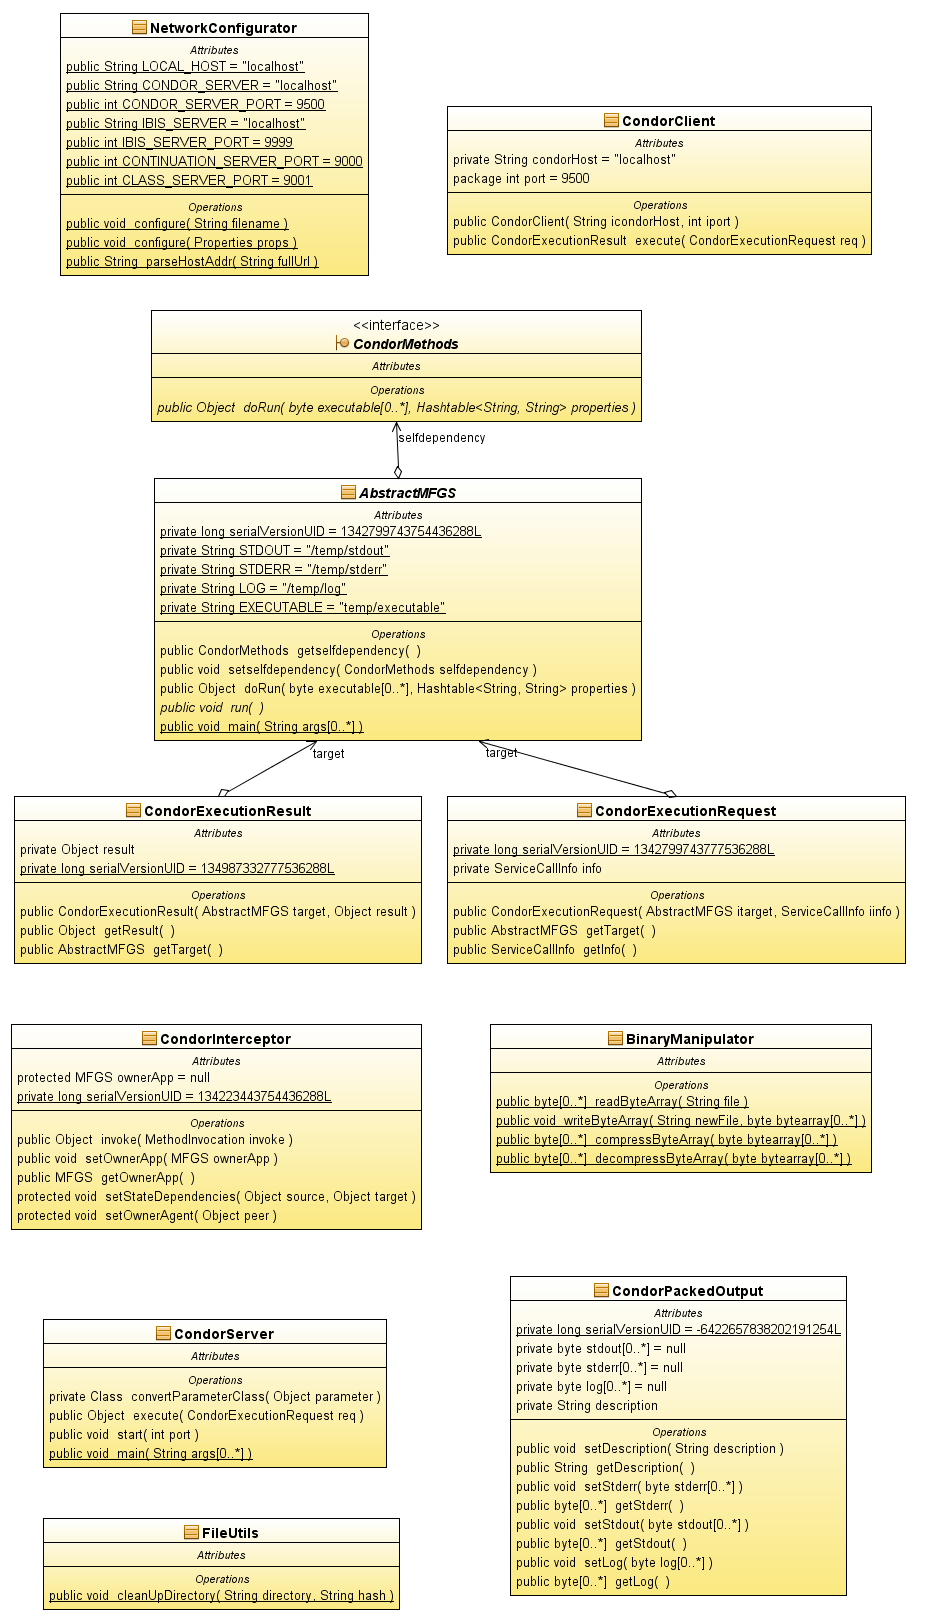 NetworkConfigurator
Attributes
public String LOCAL_HOST = "localhost"
public String CONDOR_SERVER = "localhost"
public int CONDOR_SERVER_PORT = 9500
public String IBIS_SERVER = "localhost"
public int IBIS_SERVER_PORT = 9999
public int CONTINUATION_SERVER_PORT = 9000
public int CLASS_SERVER_PORT = 9001
Operations
public void configure( String filename )
public void configure( Properties props )
public String parseHostAddr( String fullUrl )
CondorClient
Attributes
private String condorHost = "localhost"
package int port = 9500
Operations
public CondorClient( String icondorHost, int iport )
public CondorExecutionResult execute( CondorExecutionRequest req )
<<interface>>
CondorMethods
Attributes
Operations
public Object doRun( byte executable[0..*], Hashtable<String, String> properties )
selfdependency
AbstractMFGS
Attributes
private long serialVersionUID = 1342799743754436288L
private String STDOUT = "/temp/stdout"
private String STDERR = "/temp/stderr"
private String LOG = "/temp/log"
private String EXECUTABLE = "temp/executable"
Operations
public CondorMethods getselfdependency( )
public void setselfdependency( CondorMethods selfdependency )
public Object doRun( byte executable[0..*], Hashtable<String, String> properties )
public void run( )
public void main( String args[0..*] )
target
target
CondorExecutionResult
Attributes
private Object result
private long serialVersionUID = 134987332777536288L
Operations
public CondorExecutionResult( AbstractMFGS target, Object result )
public Object getResult( )
public AbstractMFGS getTarget( )
CondorExecutionRequest
Attributes
private long serialVersionUID = 1342799743777536288L
private ServiceCallInfo info
Operations
public CondorExecutionRequest( AbstractMFGS itarget, ServiceCallInfo iinfo )
public AbstractMFGS getTarget( )
public ServiceCallInfo getInfo( )
CondorInterceptor
Attributes
protected MFGS ownerApp = null
private long serialVersionUID = 134223443754436288L
Operations
public Object invoke( MethodInvocation invoke )
public void setOwnerApp( MFGS ownerApp )
public MFGS getOwnerApp( )
protected void setStateDependencies( Object source, Object target )
protected void setOwnerAgent( Object peer )
BinaryManipulator
Attributes
Operations
public byte[0..*] readByteArray( String file )
public void writeByteArray( String newFile, byte bytearray[0..*] )
public byte[0..*] compressByteArray( byte bytearray[0..*] )
public byte[0..*] decompressByteArray( byte bytearray[0..*] )
CondorServer
Attributes
Operations
private Class convertParameterClass( Object parameter )
public Object execute( CondorExecutionRequest req )
public void start( int port )
public void main( String args[0..*] )
CondorPackedOutput
Attributes
private long serialVersionUID = -6422657838202191254L
private byte stdout[0..*] = null
private byte stderr[0..*] = null
private byte log[0..*] = null
private String description
Operations
public void setDescription( String description )
public String getDescription( )
public void setStderr( byte stderr[0..*] )
public byte[0..*] getStderr( )
public void setStdout( byte stdout[0..*] )
public byte[0..*] getStdout( )
public void setLog( byte log[0..*] )
public byte[0..*] getLog( )
FileUtils
Attributes
Operations
public void cleanUpDirectory( String directory, String hash )